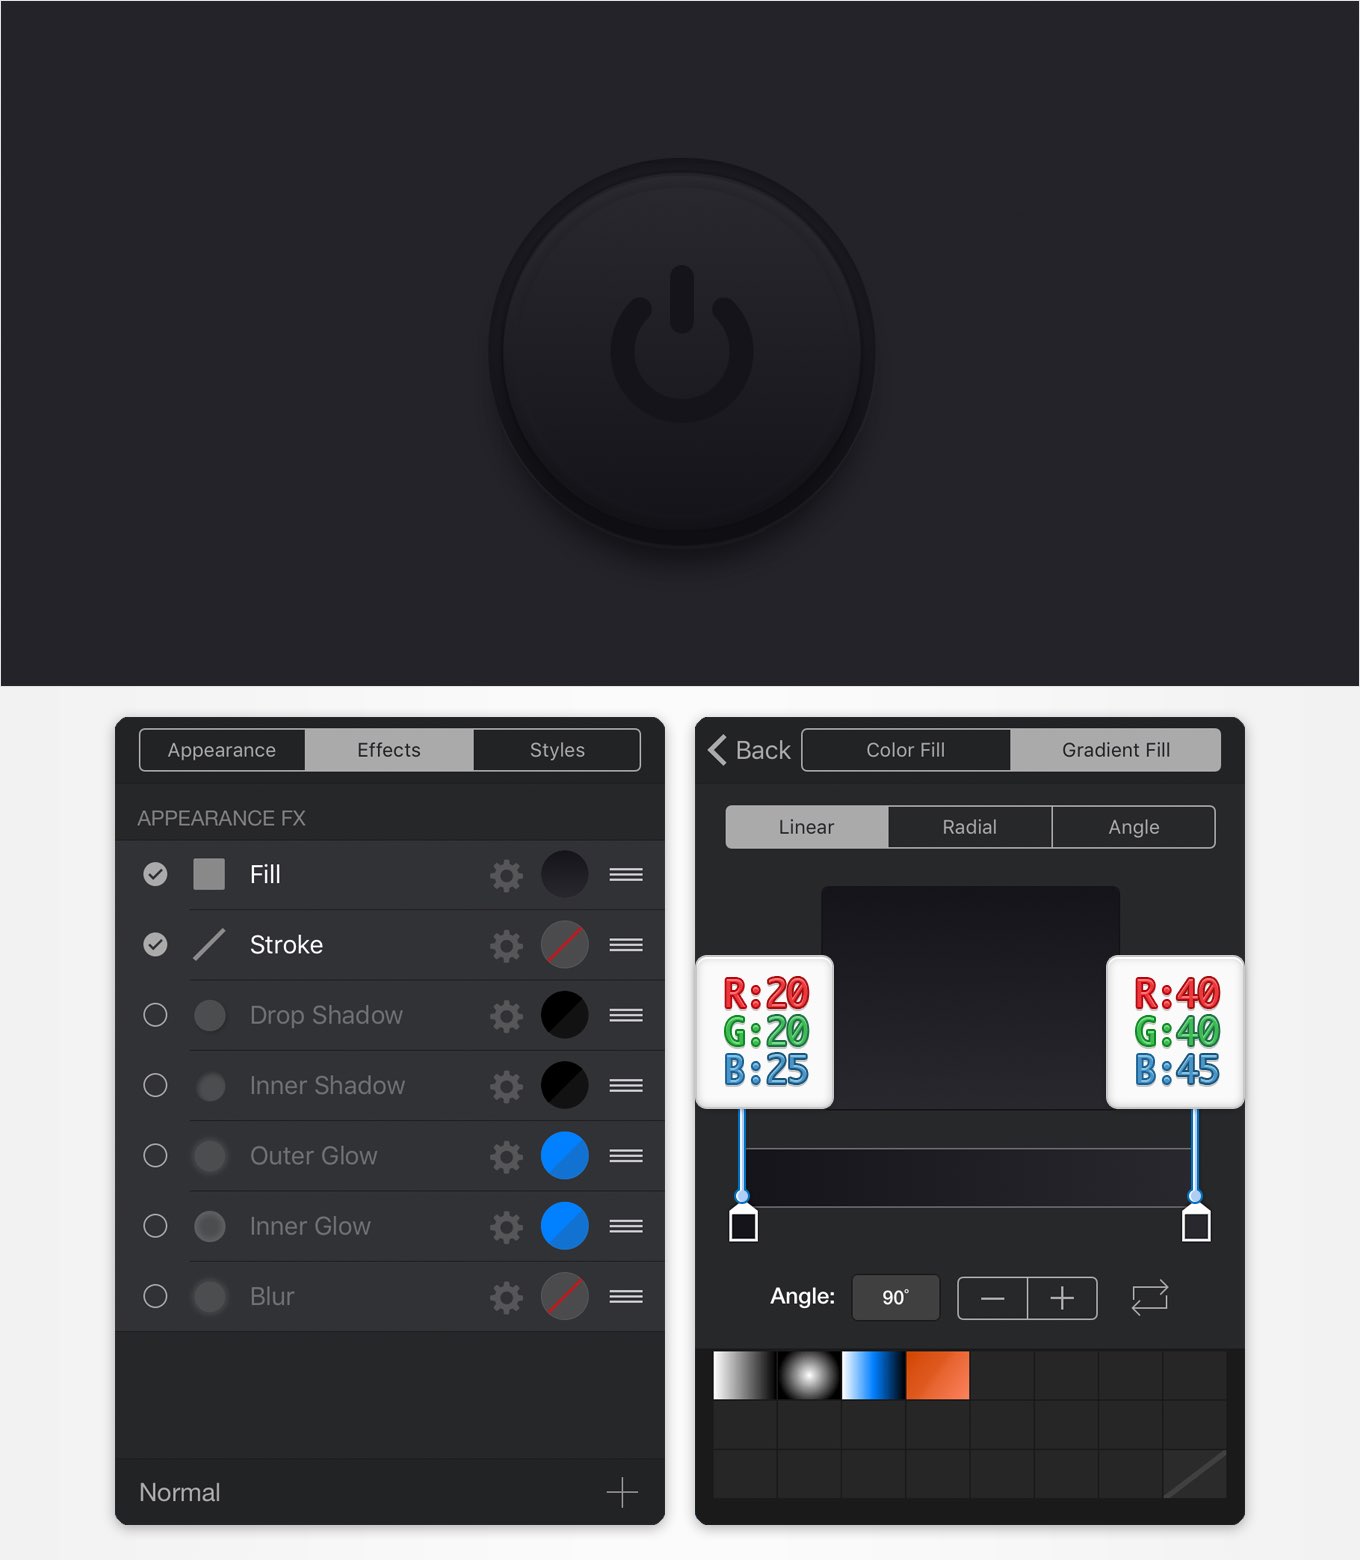 Appearance Effects Styles
APPEARANCE FX
Fill
Stroke
Drop Shadow
Inner Shadow
Outer Glow
Inner Glow
Blur
Normal
Back Color Fill Gradient Fill
Linear Radial Angle
R:20
G:20
B:25
R:40
G:40
B:45
Angle: 90°